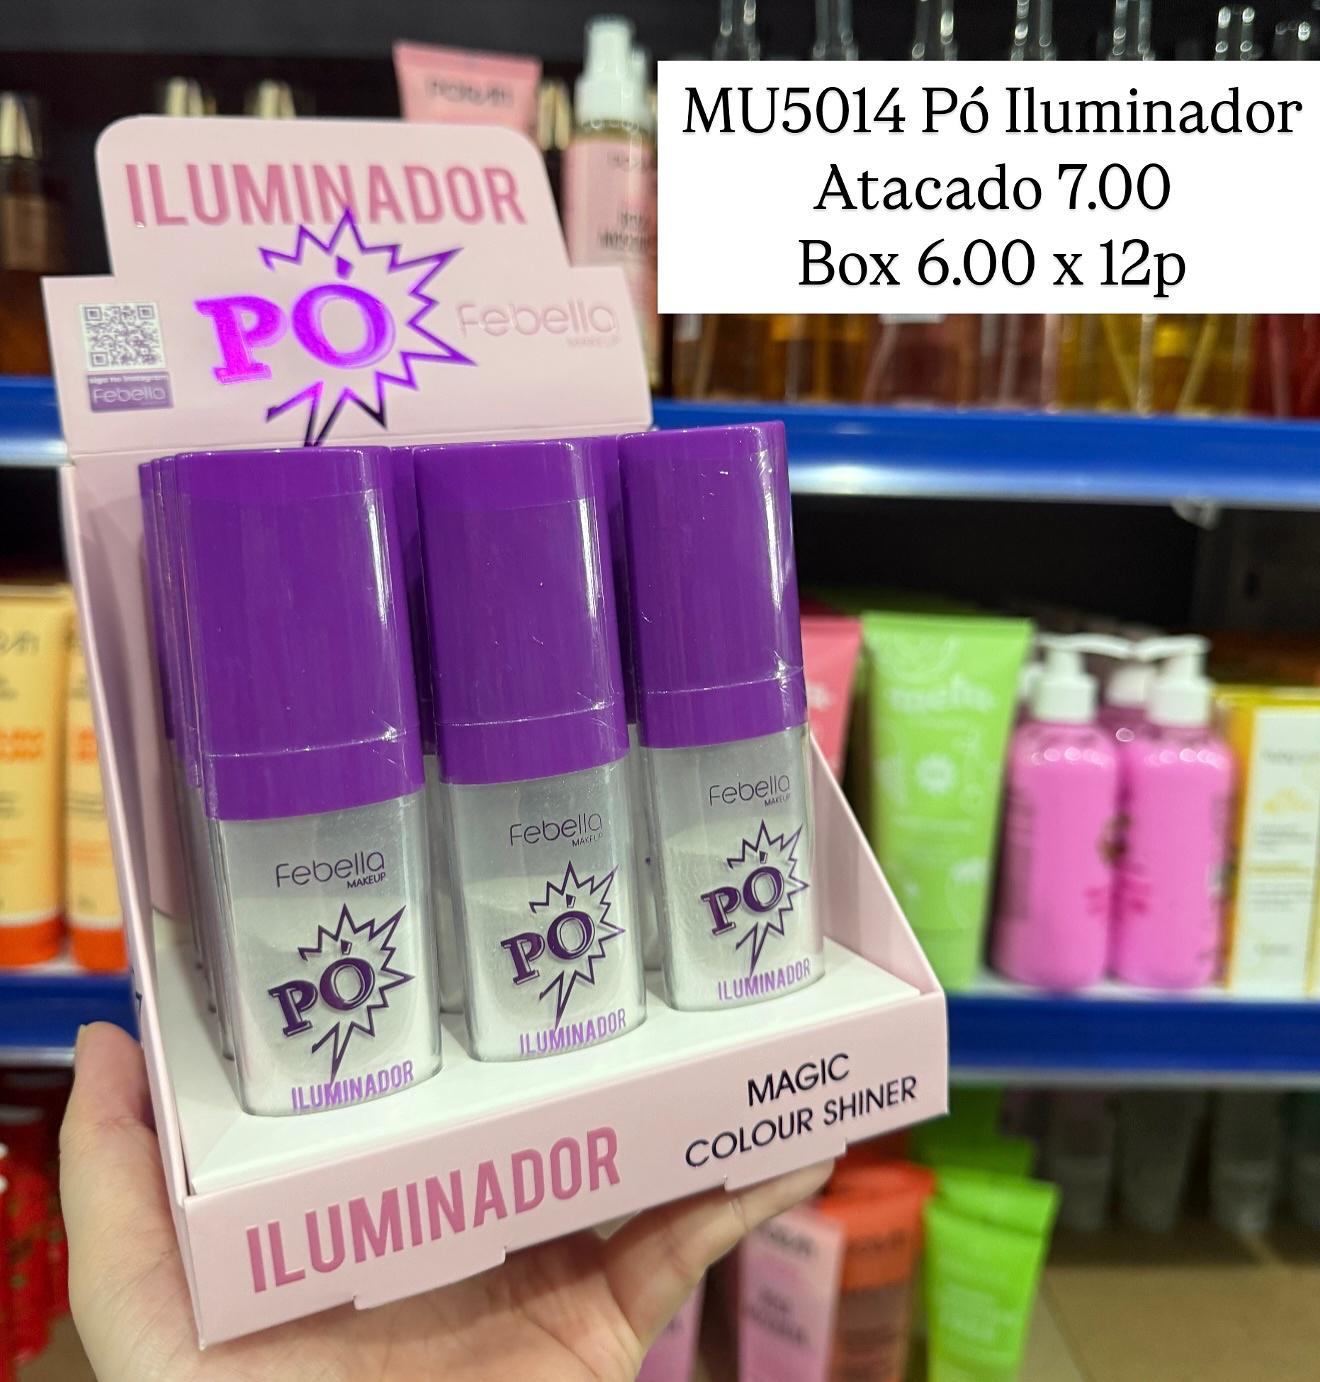 MU5014 Pó Iluminador
Atacado 7.00
Box 6.00 x 12p
ILUMINADOR
PÓ
Febella
MAKEUP
Febella
Febella
MAKEUP
PÓ
ILUMINADOR
Febella
MAKEUP
PÓ
ILUMINADOR
Febella
MAKEUP
PÓ
ILUMINADOR
MAGIC
COLOUR SHINER
ILUMINADOR